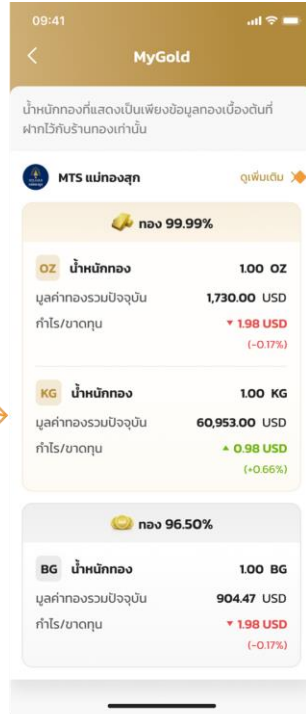 09:41
MyGold
น้ำหนักทองที่แสดงเป็นเพียงข้อมูลทองเบื้องต้นที่
ฝากไว้กับร้านทองเท่านั้น
MTS แม่ทองสุก ดูเพิ่มเติม
ทอง 99.99%
OZ น้ำหนักทอง 1.00 OZ
มูลค่าทองรวมปัจจุบัน 1,730.00 USD
กำไร/ขาดทุน ▼ 1.98 USD
(-0.17%)
KG น้ำหนักทอง 1.00 KG
มูลค่าทองรวมปัจจุบัน 60,953.00 USD
กำไร/ขาดทุน ▲ 0.98 USD
(+0.66%)
ทอง 96.50%
BG น้ำหนักทอง 1.00 BG
มูลค่าทองรวมปัจจุบัน 904.47 USD
กำไร/ขาดทุน ▼ 1.98 USD
(-0.17%)